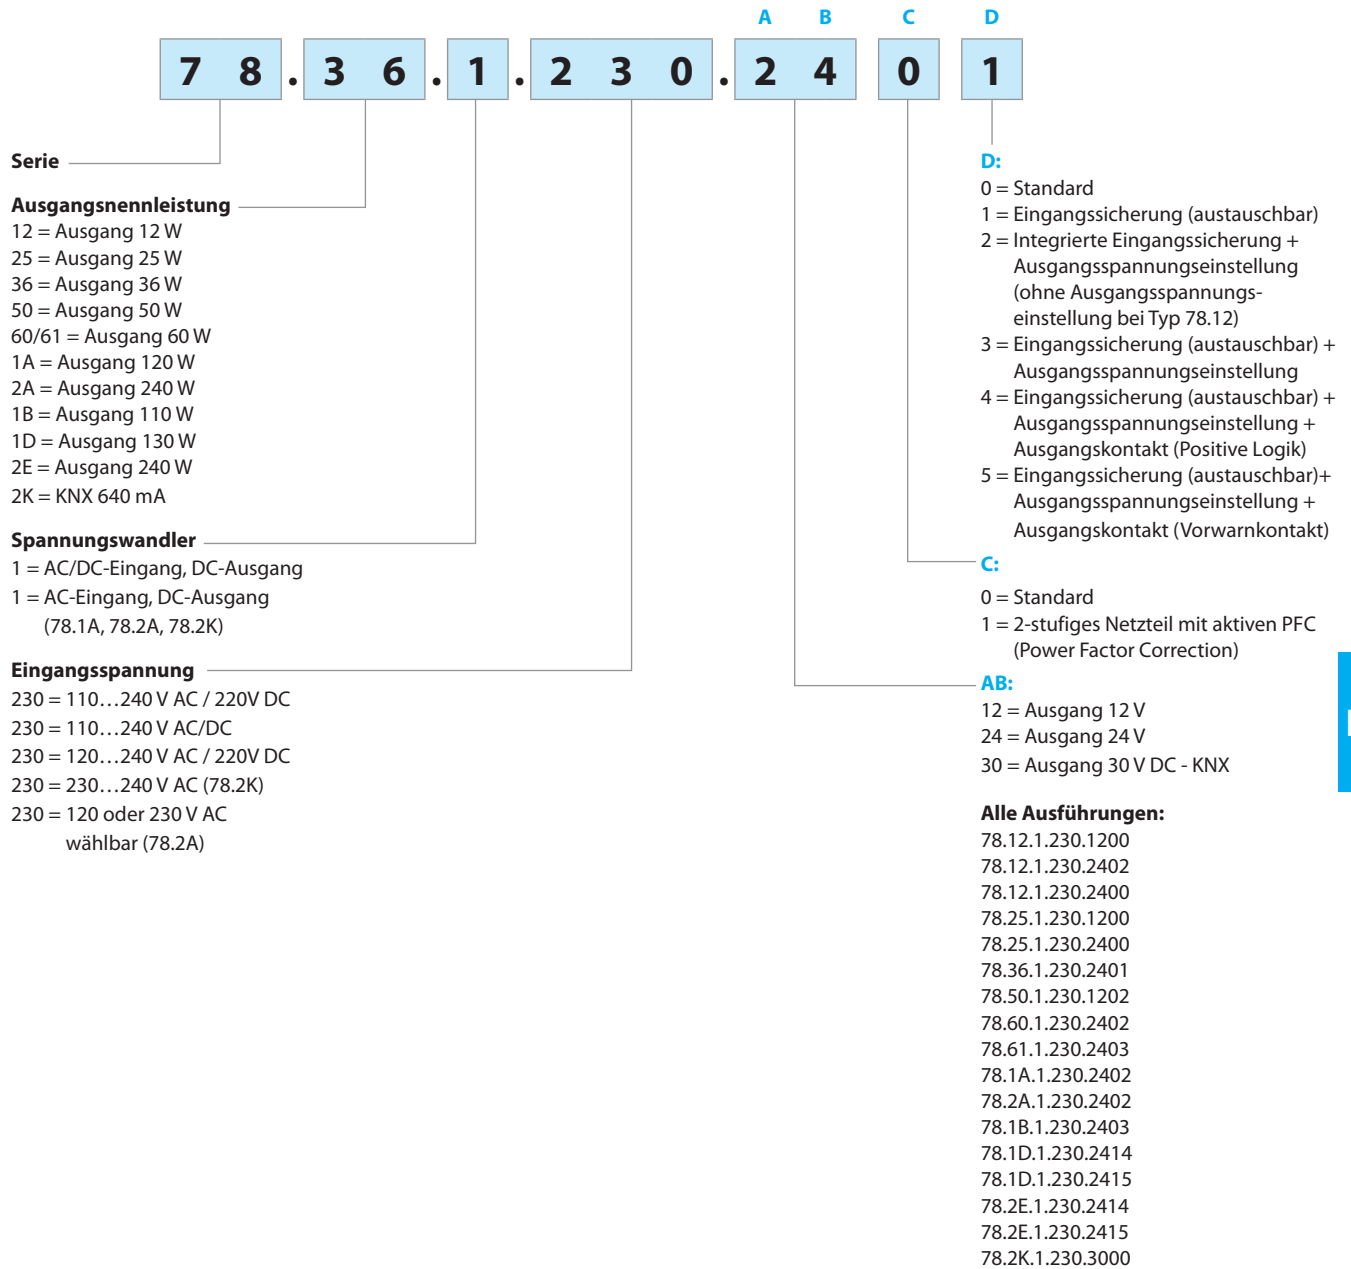 A B C D
7 8 . 3 6 . 1 . 2 3 0 . 2 4 0 1
Serie
Ausgangsnennleistung
12 = Ausgang 12 W
25 = Ausgang 25 W
36 = Ausgang 36 W
50 = Ausgang 50 W
60/61 = Ausgang 60 W
1A = Ausgang 120 W
2A = Ausgang 240 W
1B = Ausgang 110 W
1D = Ausgang 130 W
2E = Ausgang 240 W
2K = KNX 640 mA
Spannungswandler
1 = AC/DC-Eingang, DC-Ausgang
1 = AC-Eingang, DC-Ausgang
(78.1A, 78.2A, 78.2K)
Eingangsspannung
230 = 110…240 V AC / 220V DC
230 = 110…240 V AC/DC
230 = 120…240 V AC / 220V DC
230 = 230…240 V AC (78.2K)
230 = 120 oder 230 V AC
wählbar (78.2A)
D:
0 = Standard
1 = Eingangssicherung (austauschbar)
2 = Integrierte Eingangssicherung +
Ausgangsspannungseinstellung
(ohne Ausgangsspannungs-
einstellung bei Typ 78.12)
3 = Eingangssicherung (austauschbar) +
Ausgangsspannungseinstellung
4 = Eingangssicherung (austauschbar) +
Ausgangsspannungseinstellung +
Ausgangskontakt (Positive Logik)
5 = Eingangssicherung (austauschbar)+
Ausgangsspannungseinstellung +
Ausgangskontakt (Vorwarnkontakt)
C:
0 = Standard
1 = 2-stufiges Netzteil mit aktiven PFC
(Power Factor Correction)
AB:
12 = Ausgang 12 V
24 = Ausgang 24 V
30 = Ausgang 30 V DC - KNX
Alle Ausführungen:
78.12.1.230.1200
78.12.1.230.2402
78.12.1.230.2400
78.25.1.230.1200
78.25.1.230.2400
78.36.1.230.2401
78.50.1.230.1202
78.60.1.230.2402
78.61.1.230.2403
78.1A.1.230.2402
78.2A.1.230.2402
78.1B.1.230.2403
78.1D.1.230.2414
78.1D.1.230.2415
78.2E.1.230.2414
78.2E.1.230.2415
78.2K.1.230.3000